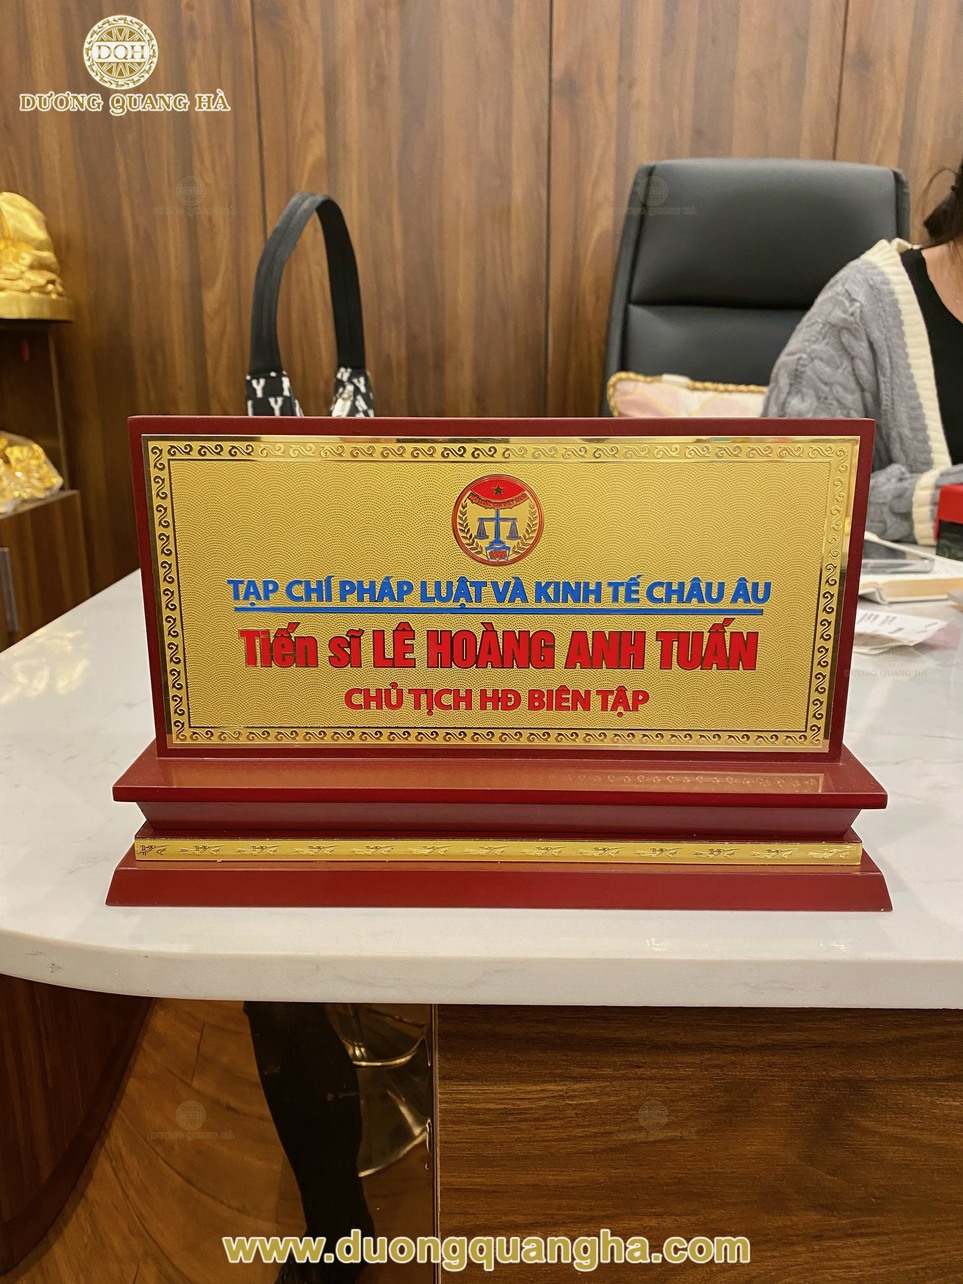 DQH
DƯƠNG QUANG HÀ
TẠP CHÍ PHÁP LUẬT VÀ KINH TẾ CHÂU ÂU
Tiến sĩ LÊ HOÀNG ANH TUẤN
CHỦ TỊCH HĐ BIÊN TẬP
www.duongquangha.com